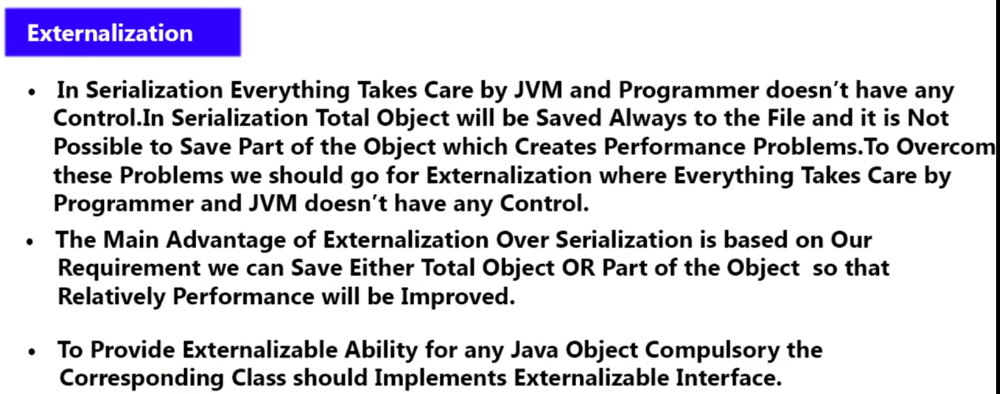 Externalization
• In Serialization Everything Takes Care by JVM and Programmer doesn't have any
Control.In Serialization Total Object will be Saved Always to the File and it is Not
Possible to Save Part of the Object which Creates Performance Problems.To Overcom
these Problems we should go for Externalization where Everything Takes Care by
Programmer and JVM doesn't have any Control.
• The Main Advantage of Externalization Over Serialization is based on Our
Requirement we can Save Either Total Object OR Part of the Object so that
Relatively Performance will be Improved.
• To Provide Externalizable Ability for any Java Object Compulsory the
Corresponding Class should Implements Externalizable Interface.